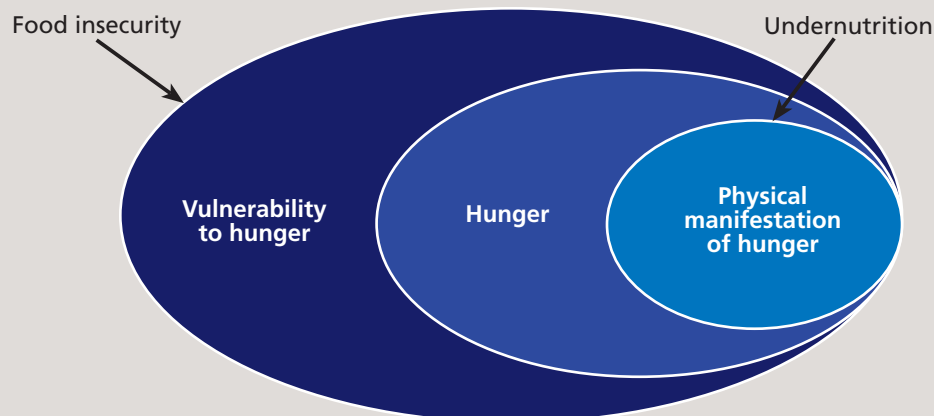 Food insecurity
Undernutrition
Vulnerability
to hunger
Hunger
Physical
manifestation
of hunger